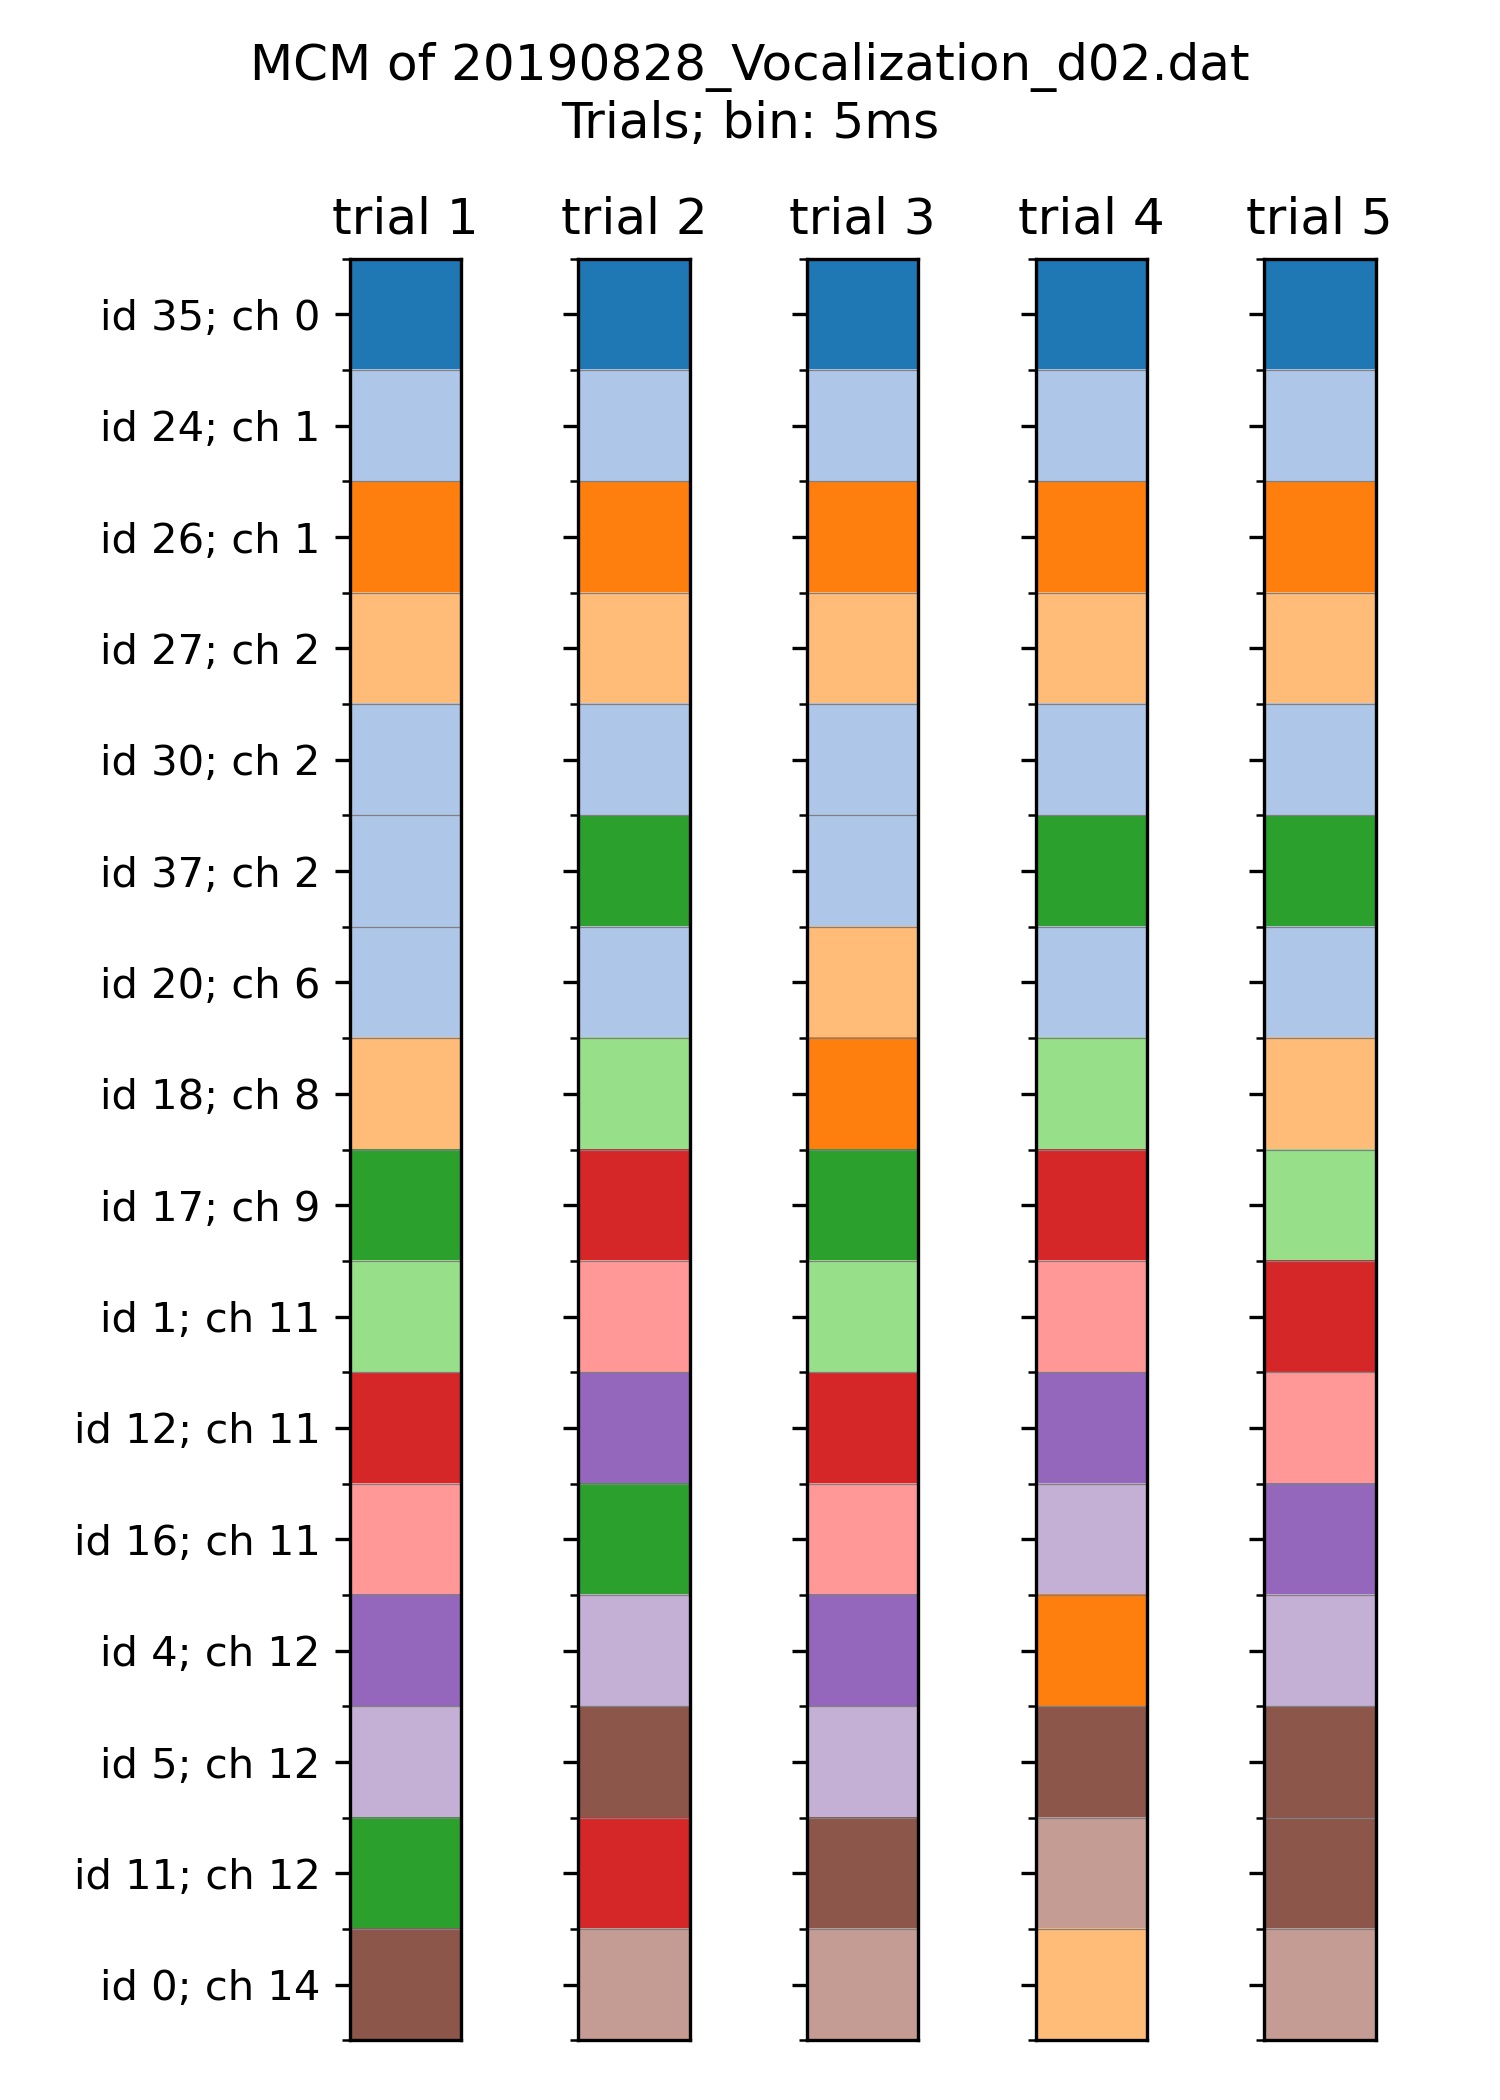 MCM of 20190828_Vocalization_d02.dat
Trials; bin: 5ms
trial 1 trial 2 trial 3 trial 4 trial 5
id 35; ch 0
id 24; ch 1
id 26; ch 1
id 27; ch 2
id 30; ch 2
id 37; ch 2
id 20; ch 6
id 18; ch 8
id 17; ch 9
id 1; ch 11
id 12; ch 11
id 16; ch 11
id 4; ch 12
id 5; ch 12
id 11; ch 12
id 0; ch 14